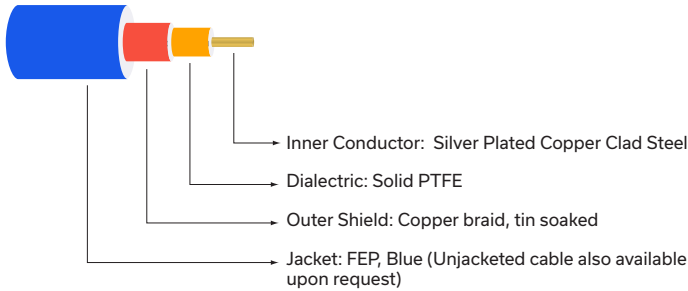 Inner Conductor: Silver Plated Copper Clad Steel
Dialectric: Solid PTFE
Outer Shield: Copper braid, tin soaked
Jacket: FEP, Blue (Unjacketed cable also available
upon request)